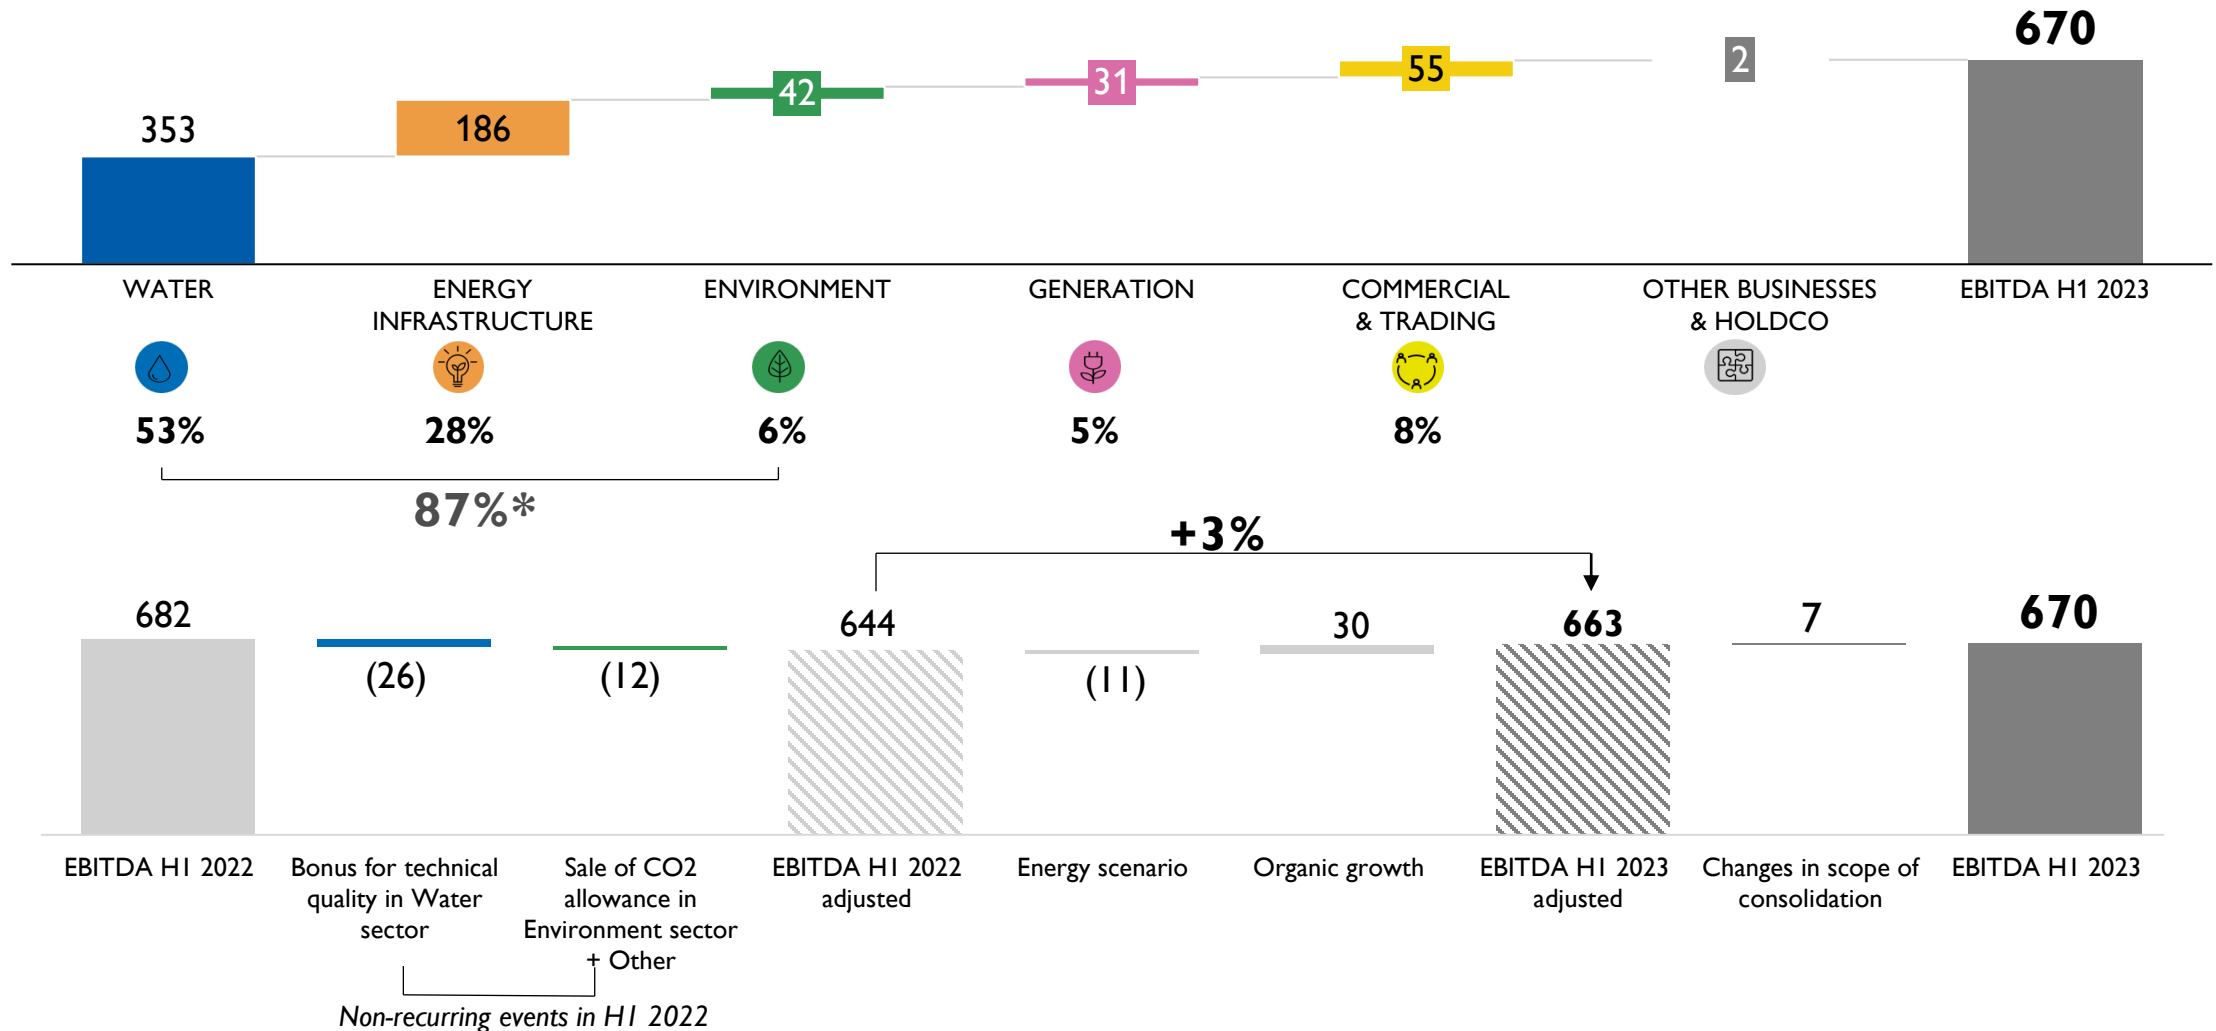 670
353
186
42
31
55
2
WATER
ENERGY
INFRASTRUCTURE
ENVIRONMENT
GENERATION
COMMERCIAL
& TRADING
OTHER BUSINESSES
& HOLDCO
EBITDA H1 2023
53%
28%
6%
5%
8%
87%*
+3%
682
(26)
(12)
644
(11)
30
663
7
670
EBITDA H1 2022
Bonus for technical
quality in Water
sector
Sale of CO2
allowance in
Environment sector
+ Other
EBITDA H1 2022
adjusted
Energy scenario
Organic growth
EBITDA H1 2023
adjusted
Changes in scope of
consolidation
EBITDA H1 2023
Non-recurring events in H1 2022